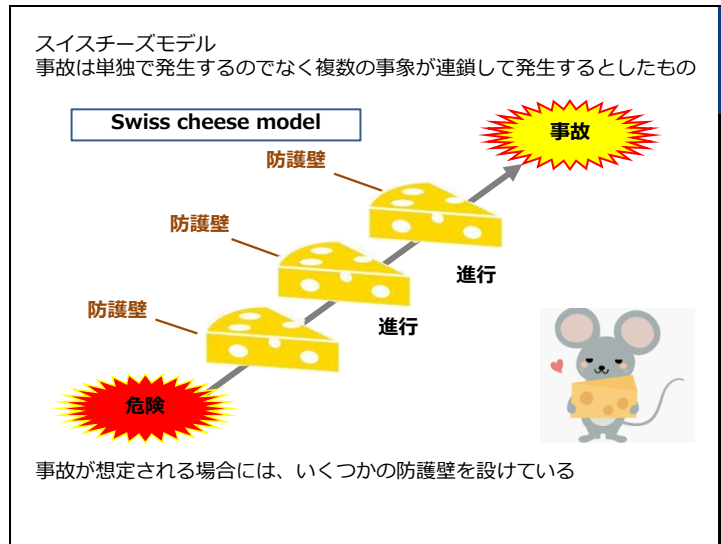 スイスチーズモデル
事故は単独で発生するのでなく複数の事象が連鎖して発生するとしたもの
Swiss cheese model
事故
防護壁
防護壁
進行
防護壁
進行
危険
事故が想定される場合には、いくつかの防護壁を設けている